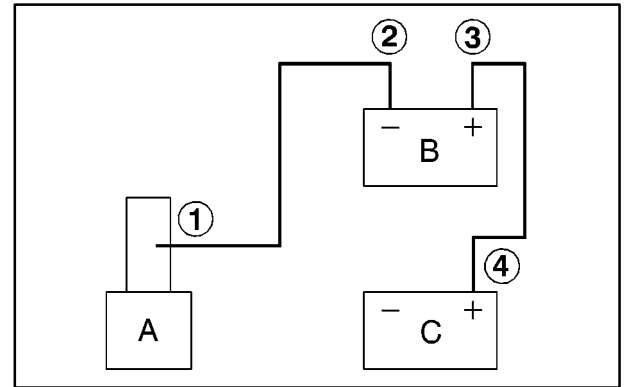 ② ③
− +
B
①
④
− +
A C